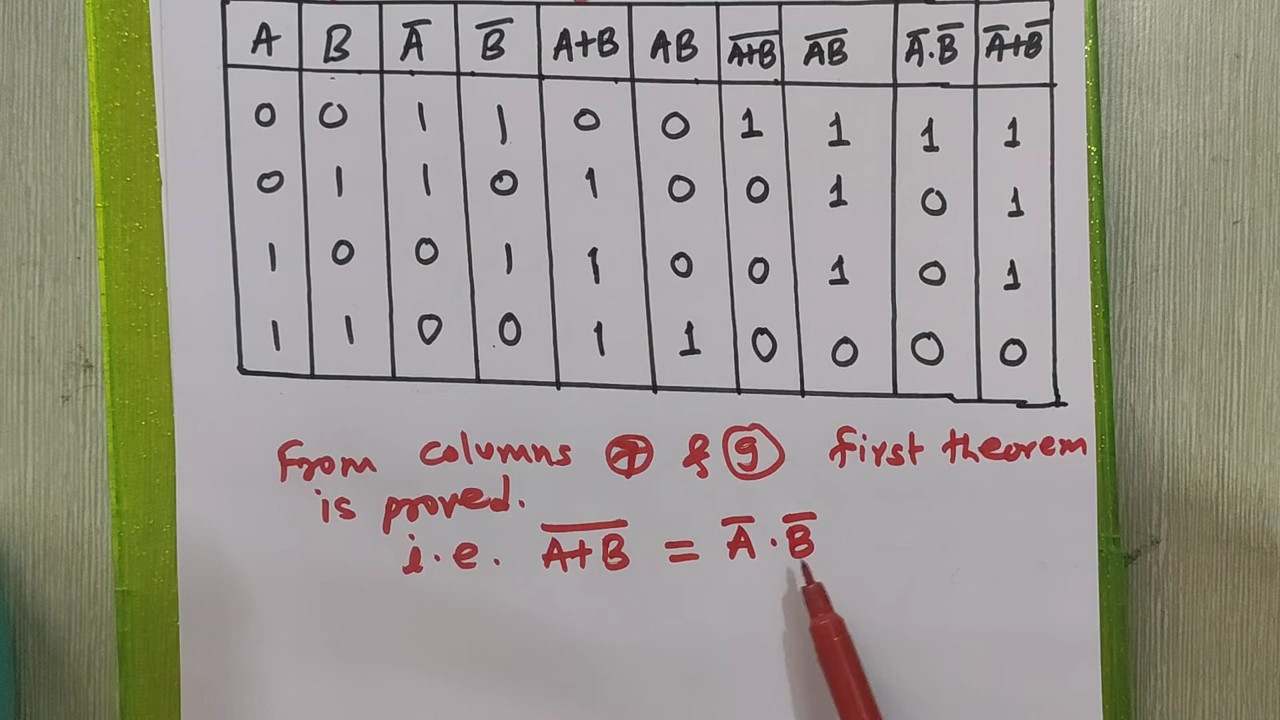 A B A̅ B̅ A+B AB A̅+̅B̅ A̅B̅ A̅.B̅ A̅+B̅
0 0 1 1 0 0 1 1 1 1
0 1 1 0 1 0 0 1 0 1
1 0 0 1 1 0 0 1 0 1
1 1 0 0 1 1 0 0 0 0
From columns 7 & 9 first theorem
is proved.
i.e. A̅+̅B̅ = A̅.B̅